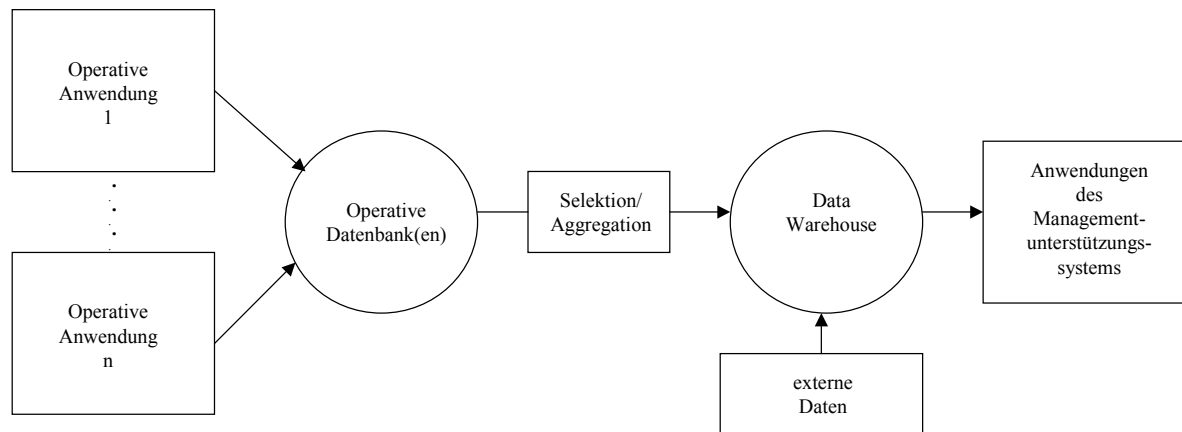 Operative
Anwendung
1
Operative
Anwendung
n
Operative
Datenbank(en)
Selektion/
Aggregation
Data
Warehouse
externe
Daten
Anwendungen
des
Management-
unterstützungs-
systems